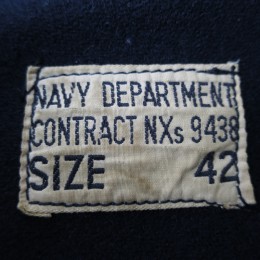 NAVY DEPARTMENT
CONTRACT NXs 9438
SIZE 42